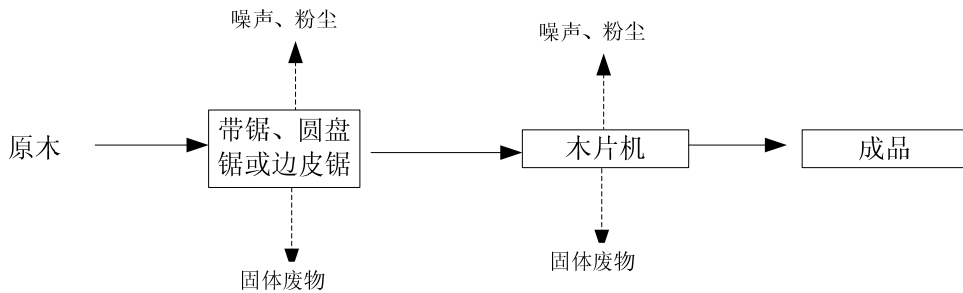 噪声、粉尘
噪声、粉尘
原木
带锯、圆盘
锯或边皮锯
木片机
成品
固体废物
固体废物